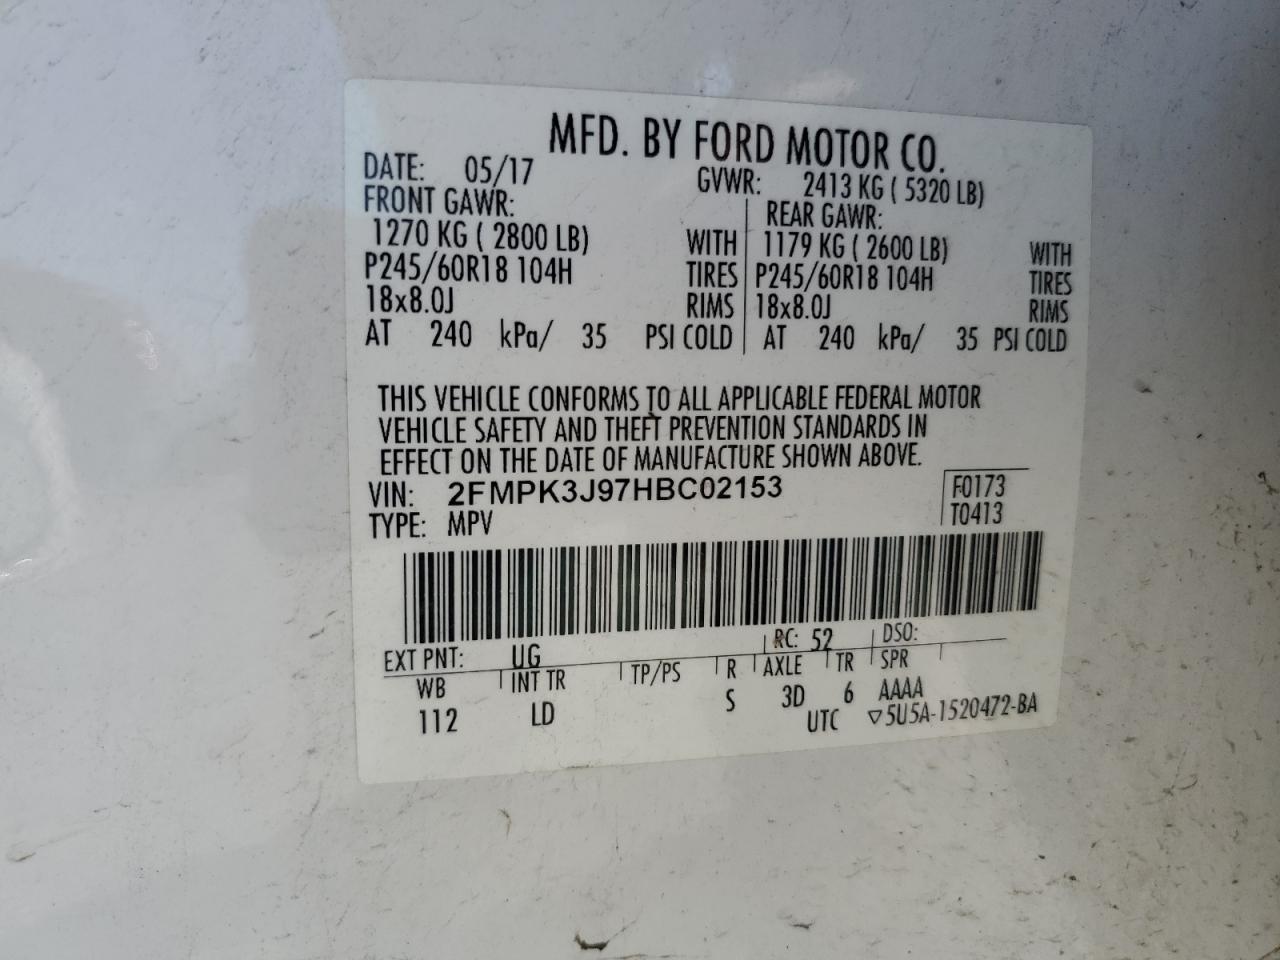 MFD. BY FORD MOTOR CO.
DATE: 05/17 GVWR: 2413 KG ( 5320 LB)
FRONT GAWR: REAR GAWR:
1270 KG ( 2800 LB) WITH 1179 KG ( 2600 LB) WITH
P245/60R18 104H TIRES P245/60R18 104H TIRES
18x8.0J RIMS 18x8.0J RIMS
AT 240 kPa/ 35 PSI COLD AT 240 kPa/ 35 PSI COLD
THIS VEHICLE CONFORMS TO ALL APPLICABLE FEDERAL MOTOR
VEHICLE SAFETY AND THEFT PREVENTION STANDARDS IN
EFFECT ON THE DATE OF MANUFACTURE SHOWN ABOVE.
VIN: 2FMPK3J97HBC02153 F0173
TYPE: MPV T0413
EXT PNT: UG RC: 52 DSO:
WB INT TR TP/PS R AXLE TR SPR
112 LD S 3D 6 AAAA
UTC ▽5U5A-1520472-BA